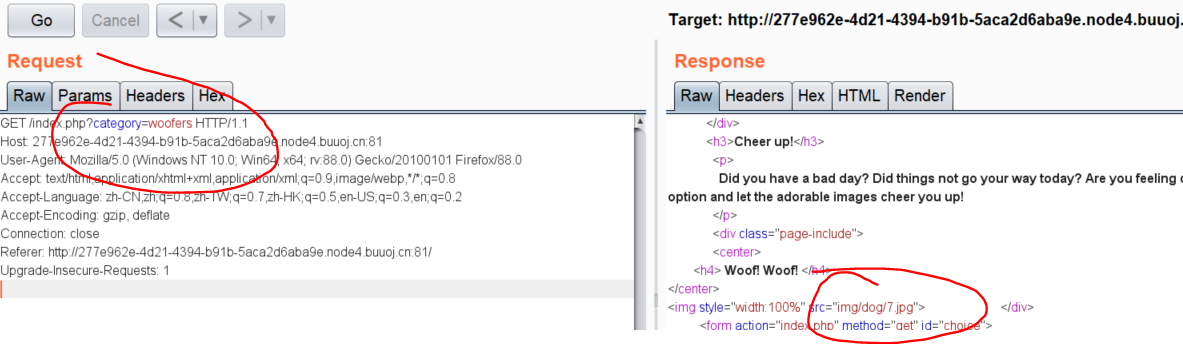 Go Cancel < > Target: http://277e962e-4d21-4394-b91b-5aca2d6aba9e.node4.buuoj.
Request
Raw Params Headers Hex
GET /index.php?category=woofers HTTP/1.1
Host: 277e962e-4d21-4394-b91b-5aca2d6aba9e.node4.buuoj.cn:81
User-Agent: Mozilla/5.0 (Windows NT 10.0; Win64; x64; rv:88.0) Gecko/20100101 Firefox/88.0
Accept: text/html,application/xhtml+xml,application/xml;q=0.9,image/webp,*/*;q=0.8
Accept-Language: zh-CN,zh;q=0.8,zh-TW;q=0.7,zh-HK;q=0.5,en-US;q=0.3,en;q=0.2
Accept-Encoding: gzip, deflate
Connection: close
Referer: http://277e962e-4d21-4394-b91b-5aca2d6aba9e.node4.buuoj.cn:81/
Upgrade-Insecure-Requests: 1
Response
Raw Headers Hex HTML Render
</div>
<h3>Cheer up!</h3>
<p>
Did you have a bad day? Did things not go your way today? Are you feeling
option and let the adorable images cheer you up!
</p>
<div class="page-include">
<center>
<h4> Woof! Woof! </h4>
</center>
<img style="width:100%" src="img/dog/7.jpg"> </div>
<form action="index.php" method="get" id="choice">